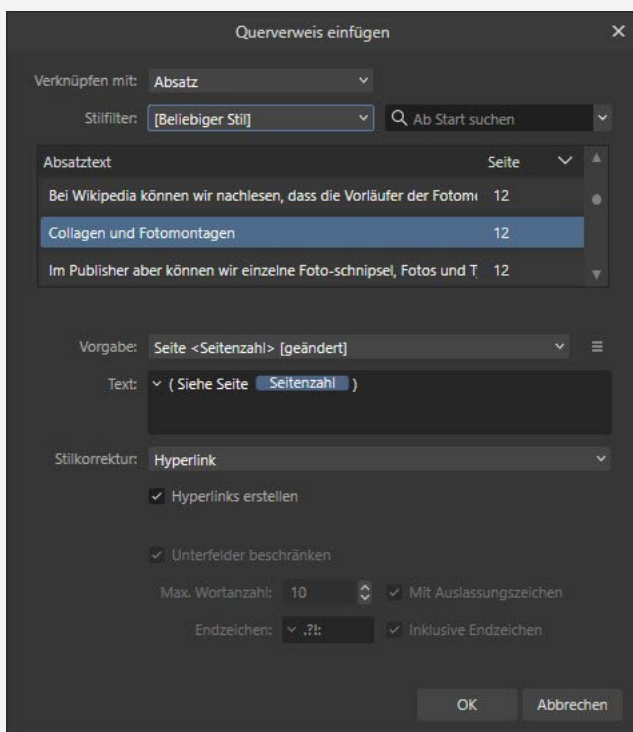 Querverweis einfügen
Verknüpfen mit: Absatz
Stilfilter: [Beliebiger Stil] Ab Start suchen
Absatztext Seite
Bei Wikipedia können wir nachlesen, dass die Vorläufer der Fotom 12
Collagen und Fotomontagen 12
Im Publisher aber können wir einzelne Foto-schnipsel, Fotos und T 12
Vorgabe: Seite <Seitenzahl> [geändert]
Text: ( Siehe Seite Seitenzahl )
Stilkorrektur: Hyperlink
Hyperlinks erstellen
Unterfelder beschränken
Max. Wortanzahl: 10 Mit Auslassungszeichen
Endzeichen: .?!: Inklusive Endzeichen
OK Abbrechen